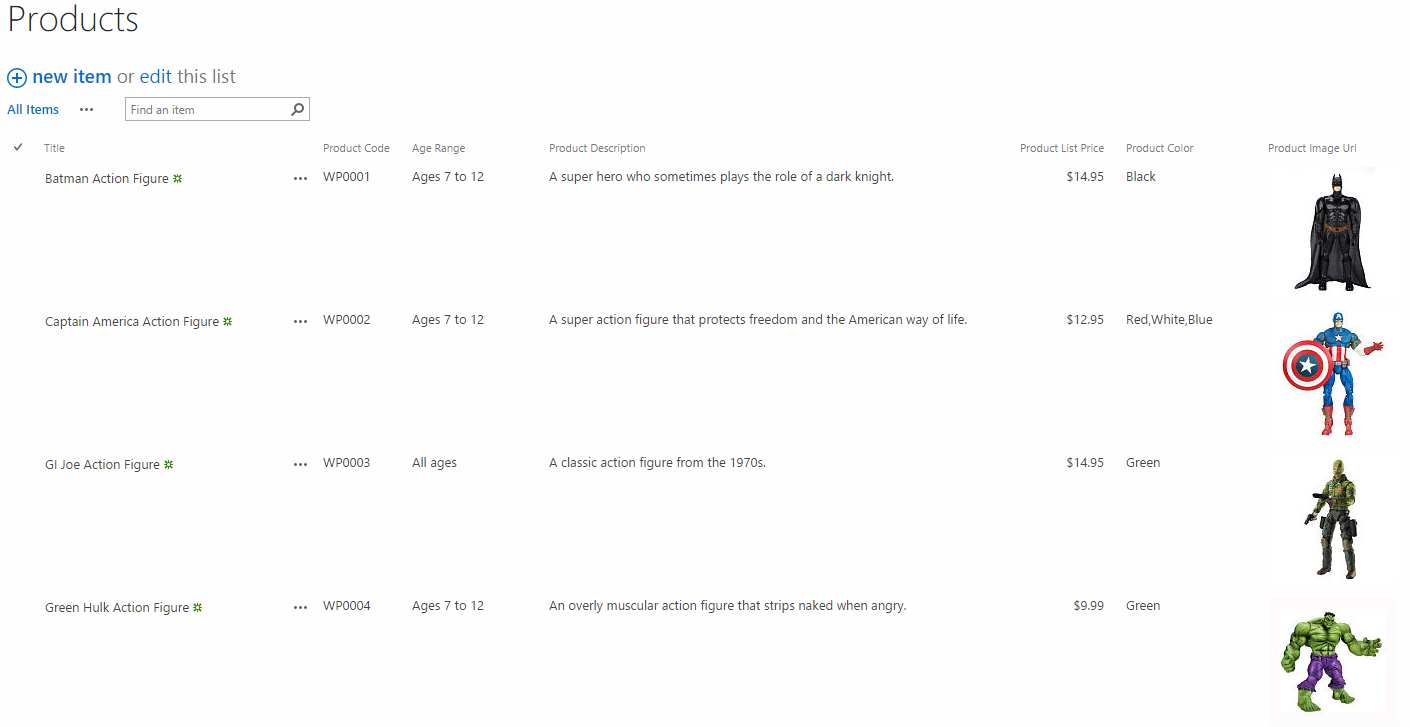 Products
new item or edit this list
All Items ••• Find an item
Title Product Code Age Range Product Description Product List Price Product Color Product Image Url
Batman Action Figure ••• WP0001 Ages 7 to 12 A super hero who sometimes plays the role of a dark knight. $14.95 Black
Captain America Action Figure ••• WP0002 Ages 7 to 12 A super action figure that protects freedom and the American way of life. $12.95 Red,White,Blue
GI Joe Action Figure ••• WP0003 All ages A classic action figure from the 1970s. $14.95 Green
Green Hulk Action Figure ••• WP0004 Ages 7 to 12 An overly muscular action figure that strips naked when angry. $9.99 Green